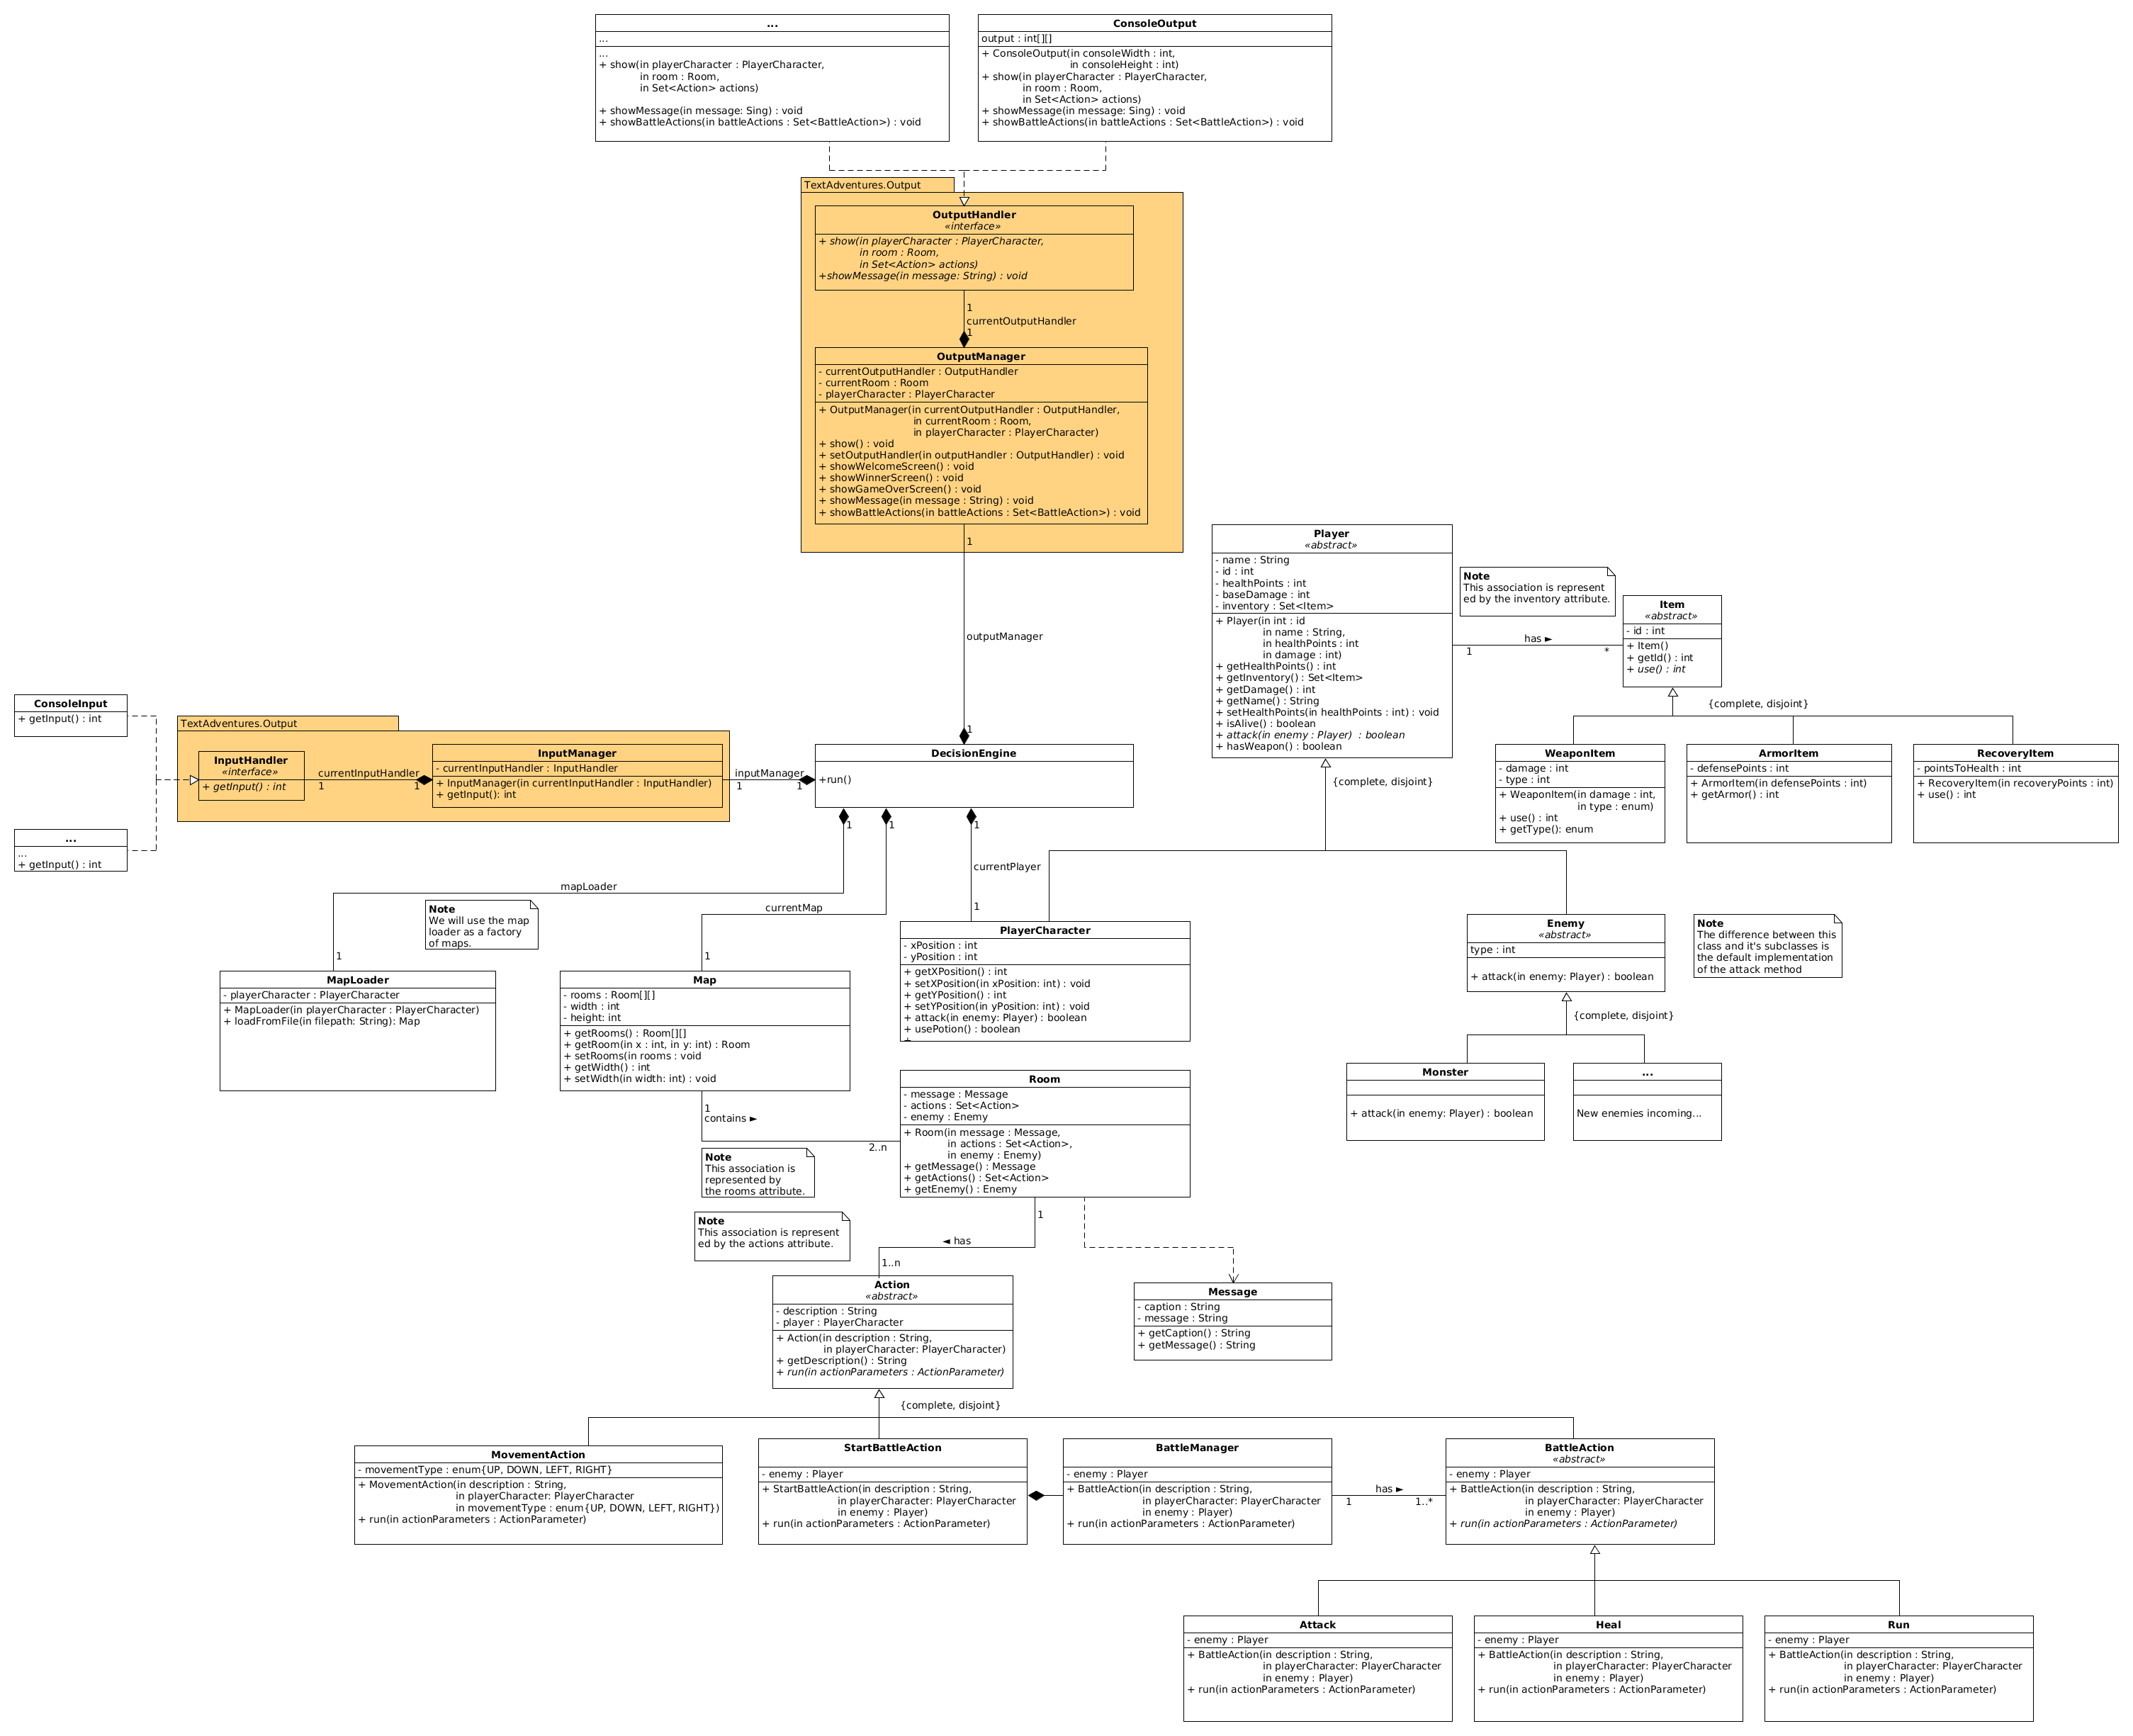 ...
...
...
+ show(in playerCharacter : PlayerCharacter,
in room : Room,
in Set<Action> actions)
+ showMessage(in message: Sing) : void
+ showBattleActions(in battleActions : Set<BattleAction>) : void
ConsoleOutput
output : int[][]
+ ConsoleOutput(in consoleWidth : int,
in consoleHeight : int)
+ show(in playerCharacter : PlayerCharacter,
in room : Room,
in Set<Action> actions)
+ showMessage(in message: Sing) : void
+ showBattleActions(in battleActions : Set<BattleAction>) : void
TextAdventures.Output
OutputHandler
«interface»
+ show(in playerCharacter : PlayerCharacter,
in room : Room,
in Set<Action> actions)
+showMessage(in message: String) : void
1
currentOutputHandler
1
OutputManager
- currentOutputHandler : OutputHandler
- currentRoom : Room
- playerCharacter : PlayerCharacter
+ OutputManager(in currentOutputHandler : OutputHandler,
in currentRoom : Room,
in playerCharacter : PlayerCharacter)
+ show() : void
+ setOutputHandler(in outputHandler : OutputHandler) : void
+ showWelcomeScreen() : void
+ showWinnerScreen() : void
+ showGameOverScreen() : void
+ showMessage(in message : String) : void
+ showBattleActions(in battleActions : Set<BattleAction>) : void
1
outputManager
1
Player
«abstract»
- name : String
- id : int
- healthPoints : int
- baseDamage : int
- inventory : Set<Item>
+ Player(in int : id
in name : String,
in healthPoints : int
in damage : int)
+ getHealthPoints() : int
+ getInventory() : Set<Item>
+ getDamage() : int
+ getName() : String
+ setHealthPoints(in healthPoints : int) : void
+ isAlive() : boolean
+ attack(in enemy : Player)  : boolean
+ hasWeapon() : boolean
Note
This association is represent
ed by the inventory attribute.
has ►
1
*
Item
«abstract»
- id : int
+ Item()
+ getId() : int
+ use() : int
{complete, disjoint}
WeaponItem
- damage : int
- type : int
+ WeaponItem(in damage : int,
in type : enum)
+ use() : int
+ getType(): enum
ArmorItem
- defensePoints : int
+ ArmorItem(in defensePoints : int)
+ getArmor() : int
RecoveryItem
- pointsToHealth : int
+ RecoveryItem(in recoveryPoints : int)
+ use() : int
ConsoleInput
+ getInput() : int
TextAdventures.Output
InputHandler
«interface»
+ getInput() : int
currentInputHandler
1
1
InputManager
- currentInputHandler : InputHandler
+ InputManager(in currentInputHandler : InputHandler)
+ getInput(): int
inputManager
1
1
DecisionEngine
+run()
...
...
+ getInput() : int
1
1
1
mapLoader
currentMap
currentPlayer
1
1
1
Note
We will use the map
loader as a factory
of maps.
{complete, disjoint}
MapLoader
- playerCharacter : PlayerCharacter
+ MapLoader(in playerCharacter : PlayerCharacter)
+ loadFromFile(in filepath: String): Map
Map
- rooms : Room[][]
- width : int
- height: int
+ getRooms() : Room[][]
+ getRoom(in x : int, in y: int) : Room
+ setRooms(in rooms : void
+ getWidth() : int
+ setWidth(in width: int) : void
PlayerCharacter
- xPosition : int
- yPosition : int
+ getXPosition() : int
+ setXPosition(in xPosition: int) : void
+ getYPosition() : int
+ setYPosition(in yPosition: int) : void
+ attack(in enemy: Player) : boolean
+ usePotion() : boolean
+
Enemy
«abstract»
type : int
+ attack(in enemy: Player) : boolean
Note
The difference between this
class and it's subclasses is
the default implementation
of the attack method
{complete, disjoint}
Monster
+ attack(in enemy: Player) : boolean
...
New enemies incoming...
1
contains ►
2..n
Note
This association is
represented by
the rooms attribute.
Room
- message : Message
- actions : Set<Action>
- enemy : Enemy
+ Room(in message : Message,
in actions : Set<Action>,
in enemy : Enemy)
+ getMessage() : Message
+ getActions() : Set<Action>
+ getEnemy() : Enemy
Note
This association is represent
ed by the actions attribute.
1
◄ has
1..n
Action
«abstract»
- description : String
- player : PlayerCharacter
+ Action(in description : String,
in playerCharacter: PlayerCharacter)
+ getDescription() : String
+ run(in actionParameters : ActionParameter)
Message
- caption : String
- message : String
+ getCaption() : String
+ getMessage() : String
{complete, disjoint}
MovementAction
- movementType : enum{UP, DOWN, LEFT, RIGHT}
+ MovementAction(in description : String,
in playerCharacter: PlayerCharacter
in movementType : enum{UP, DOWN, LEFT, RIGHT})
+ run(in actionParameters : ActionParameter)
StartBattleAction
- enemy : Player
+ StartBattleAction(in description : String,
in playerCharacter: PlayerCharacter
in enemy : Player)
+ run(in actionParameters : ActionParameter)
BattleManager
- enemy : Player
+ BattleAction(in description : String,
in playerCharacter: PlayerCharacter
in enemy : Player)
+ run(in actionParameters : ActionParameter)
has ►
1
1..*
BattleAction
«abstract»
- enemy : Player
+ BattleAction(in description : String,
in playerCharacter: PlayerCharacter
in enemy : Player)
+ run(in actionParameters : ActionParameter)
Attack
- enemy : Player
+ BattleAction(in description : String,
in playerCharacter: PlayerCharacter
in enemy : Player)
+ run(in actionParameters : ActionParameter)
Heal
- enemy : Player
+ BattleAction(in description : String,
in playerCharacter: PlayerCharacter
in enemy : Player)
+ run(in actionParameters : ActionParameter)
Run
- enemy : Player
+ BattleAction(in description : String,
in playerCharacter: PlayerCharacter
in enemy : Player)
+ run(in actionParameters : ActionParameter)